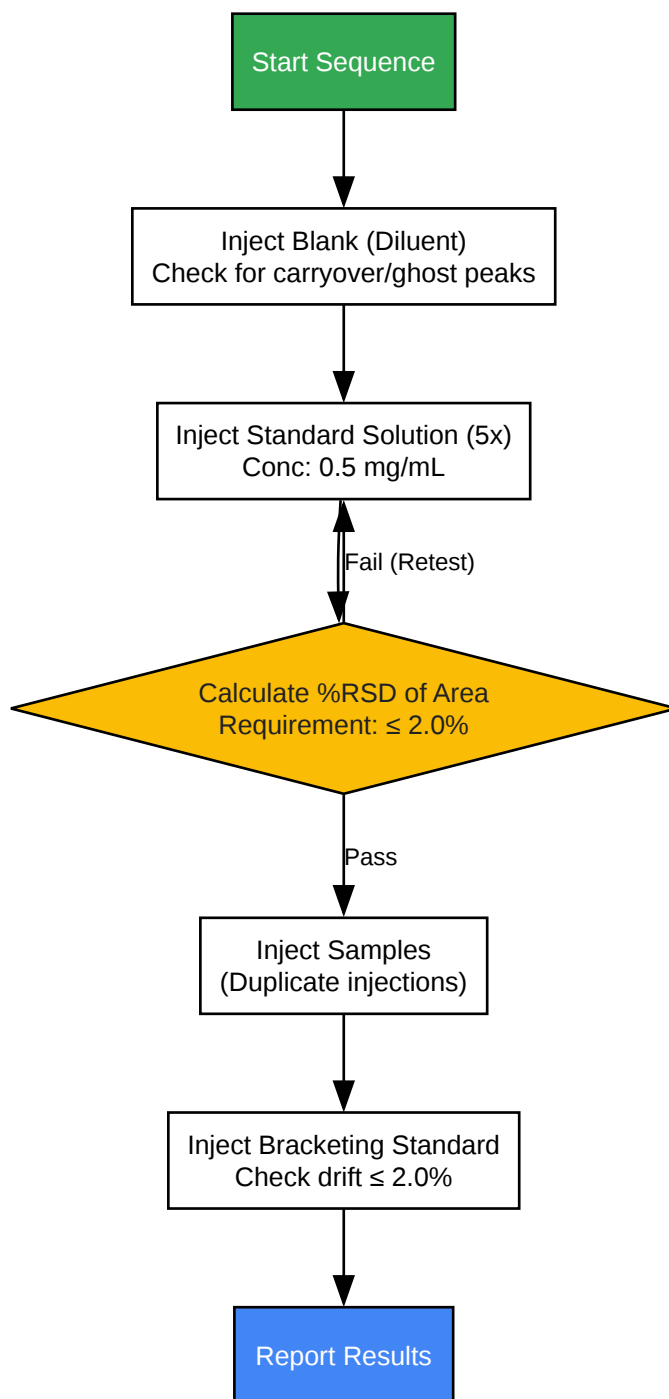 Start Sequence
Inject Blank (Diluent)
Check for carryover/ghost peaks
Inject Standard Solution (5x)
Conc: 0.5 mg/mL
Fail (Retest)
Calculate %RSD of Area
Requirement: ≤ 2.0%
Pass
Inject Samples
(Duplicate injections)
Inject Bracketing Standard
Check drift ≤ 2.0%
Report Results